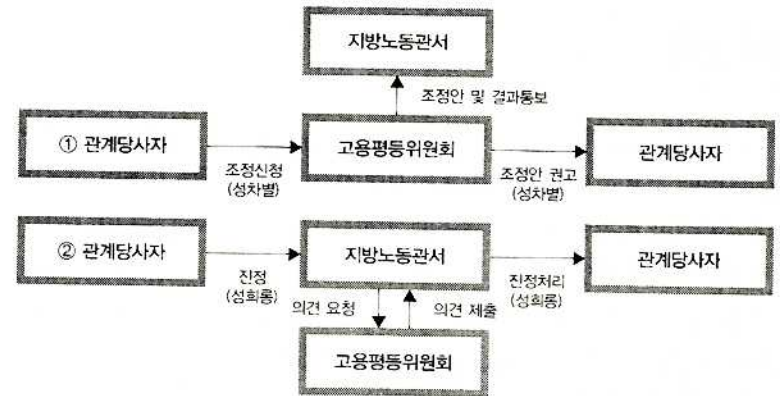 지방노동관서
조정안 및 결과통보
① 관계당사자
고용평등위원회
관계당사자
조정신청
(성차별)
조정안 권고
(성차별)
② 관계당사자
지방노동관서
관계당사자
진정
(성희롱)
진정처리
(성희롱)
의견 요청
의견 제출
고용평등위원회